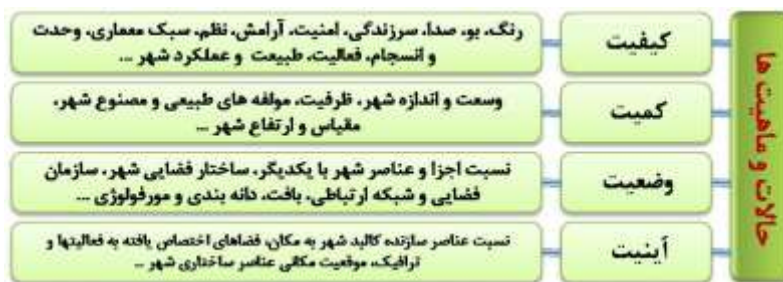 حالات و ماهیت ها
کیفیت
رنگ، بو، صدا، سرزندگی، امنیت، آرامش، نظم، سبک معماری، وحدت
و انسجام، فعالیت، طبیعت و عملکرد شهر ...
کمیت
وسعت و اندازه شهر، ظرفیت، مولفه های طبیعی و مصنوع شهر،
مقیاس و ارتفاع شهر ...
وضعیت
نسبت اجزا و عناصر شهر با یکدیگر، ساختار فضایی شهر، سازمان
فضایی و شبکه ارتباطی، بافت، دانه بندی و مورفولوژی ...
أینیت
نسبت عناصر سازنده کالبد شهر به مکان، فضاهای اختصاص یافته به فعالیتها و
ترافیک، موقعیت مکانی عناصر ساختاری شهر ...